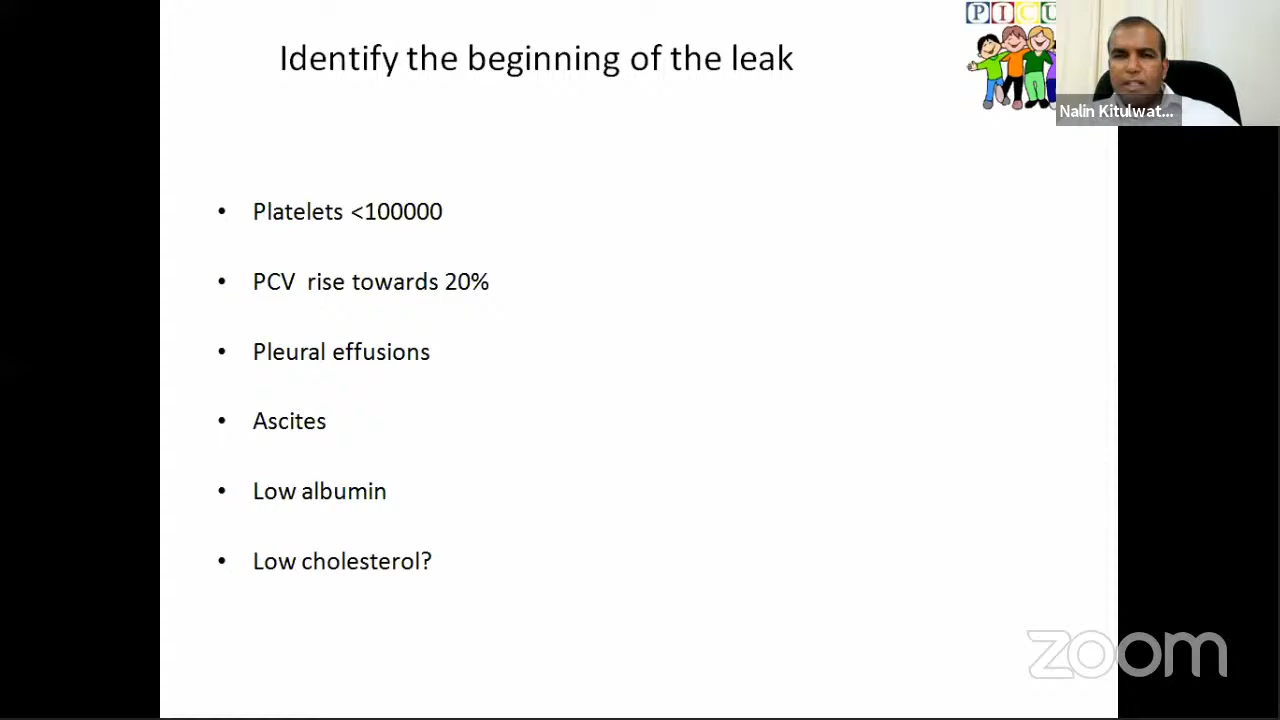 Identify the beginning of the leak
PICU
Nalin Kitulwat...
• Platelets <100000
• PCV  rise towards 20%
• Pleural effusions
• Ascites
• Low albumin
• Low cholesterol?
zoom